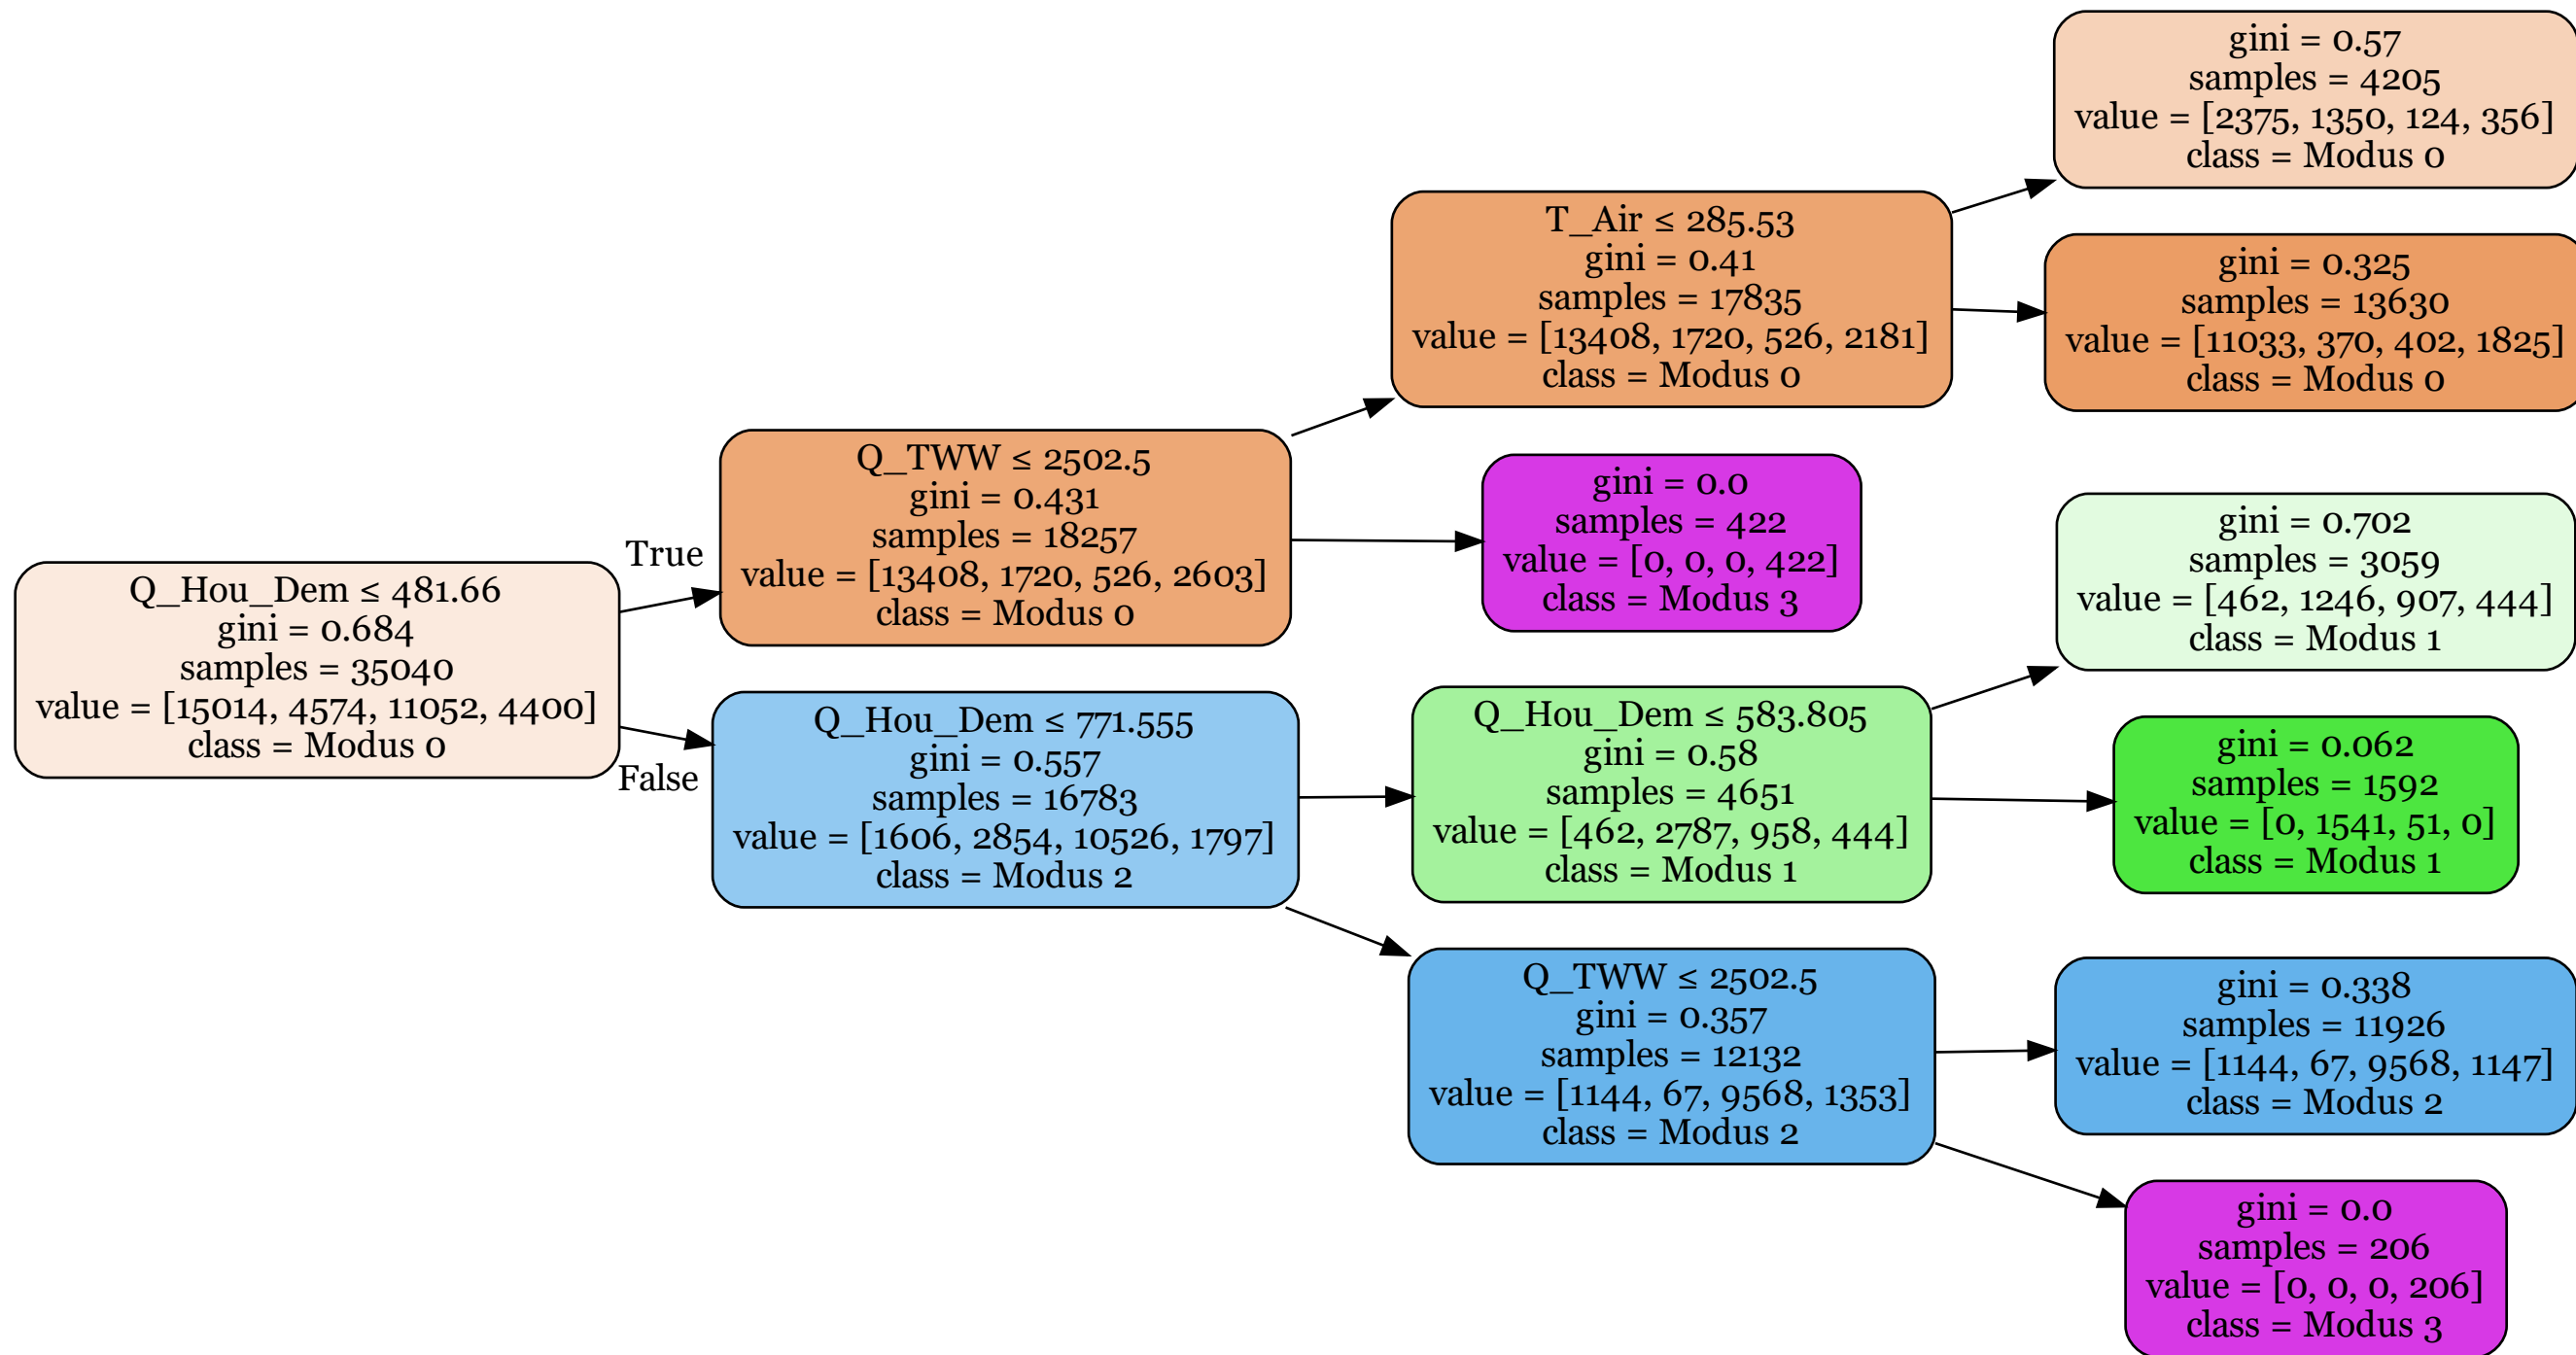 Q_Hou_Dem ≤ 481.66
gini = 0.684
samples = 35040
value = [15014, 4574, 11052, 4400]
class = Modus 0
True
False
Q_TWW ≤ 2502.5
gini = 0.431
samples = 18257
value = [13408, 1720, 526, 2603]
class = Modus 0
Q_Hou_Dem ≤ 771.555
gini = 0.557
samples = 16783
value = [1606, 2854, 10526, 1797]
class = Modus 2
T_Air ≤ 285.53
gini = 0.41
samples = 17835
value = [13408, 1720, 526, 2181]
class = Modus 0
gini = 0.0
samples = 422
value = [0, 0, 0, 422]
class = Modus 3
Q_Hou_Dem ≤ 583.805
gini = 0.58
samples = 4651
value = [462, 2787, 958, 444]
class = Modus 1
Q_TWW ≤ 2502.5
gini = 0.357
samples = 12132
value = [1144, 67, 9568, 1353]
class = Modus 2
gini = 0.57
samples = 4205
value = [2375, 1350, 124, 356]
class = Modus 0
gini = 0.325
samples = 13630
value = [11033, 370, 402, 1825]
class = Modus 0
gini = 0.702
samples = 3059
value = [462, 1246, 907, 444]
class = Modus 1
gini = 0.062
samples = 1592
value = [0, 1541, 51, 0]
class = Modus 1
gini = 0.338
samples = 11926
value = [1144, 67, 9568, 1147]
class = Modus 2
gini = 0.0
samples = 206
value = [0, 0, 0, 206]
class = Modus 3